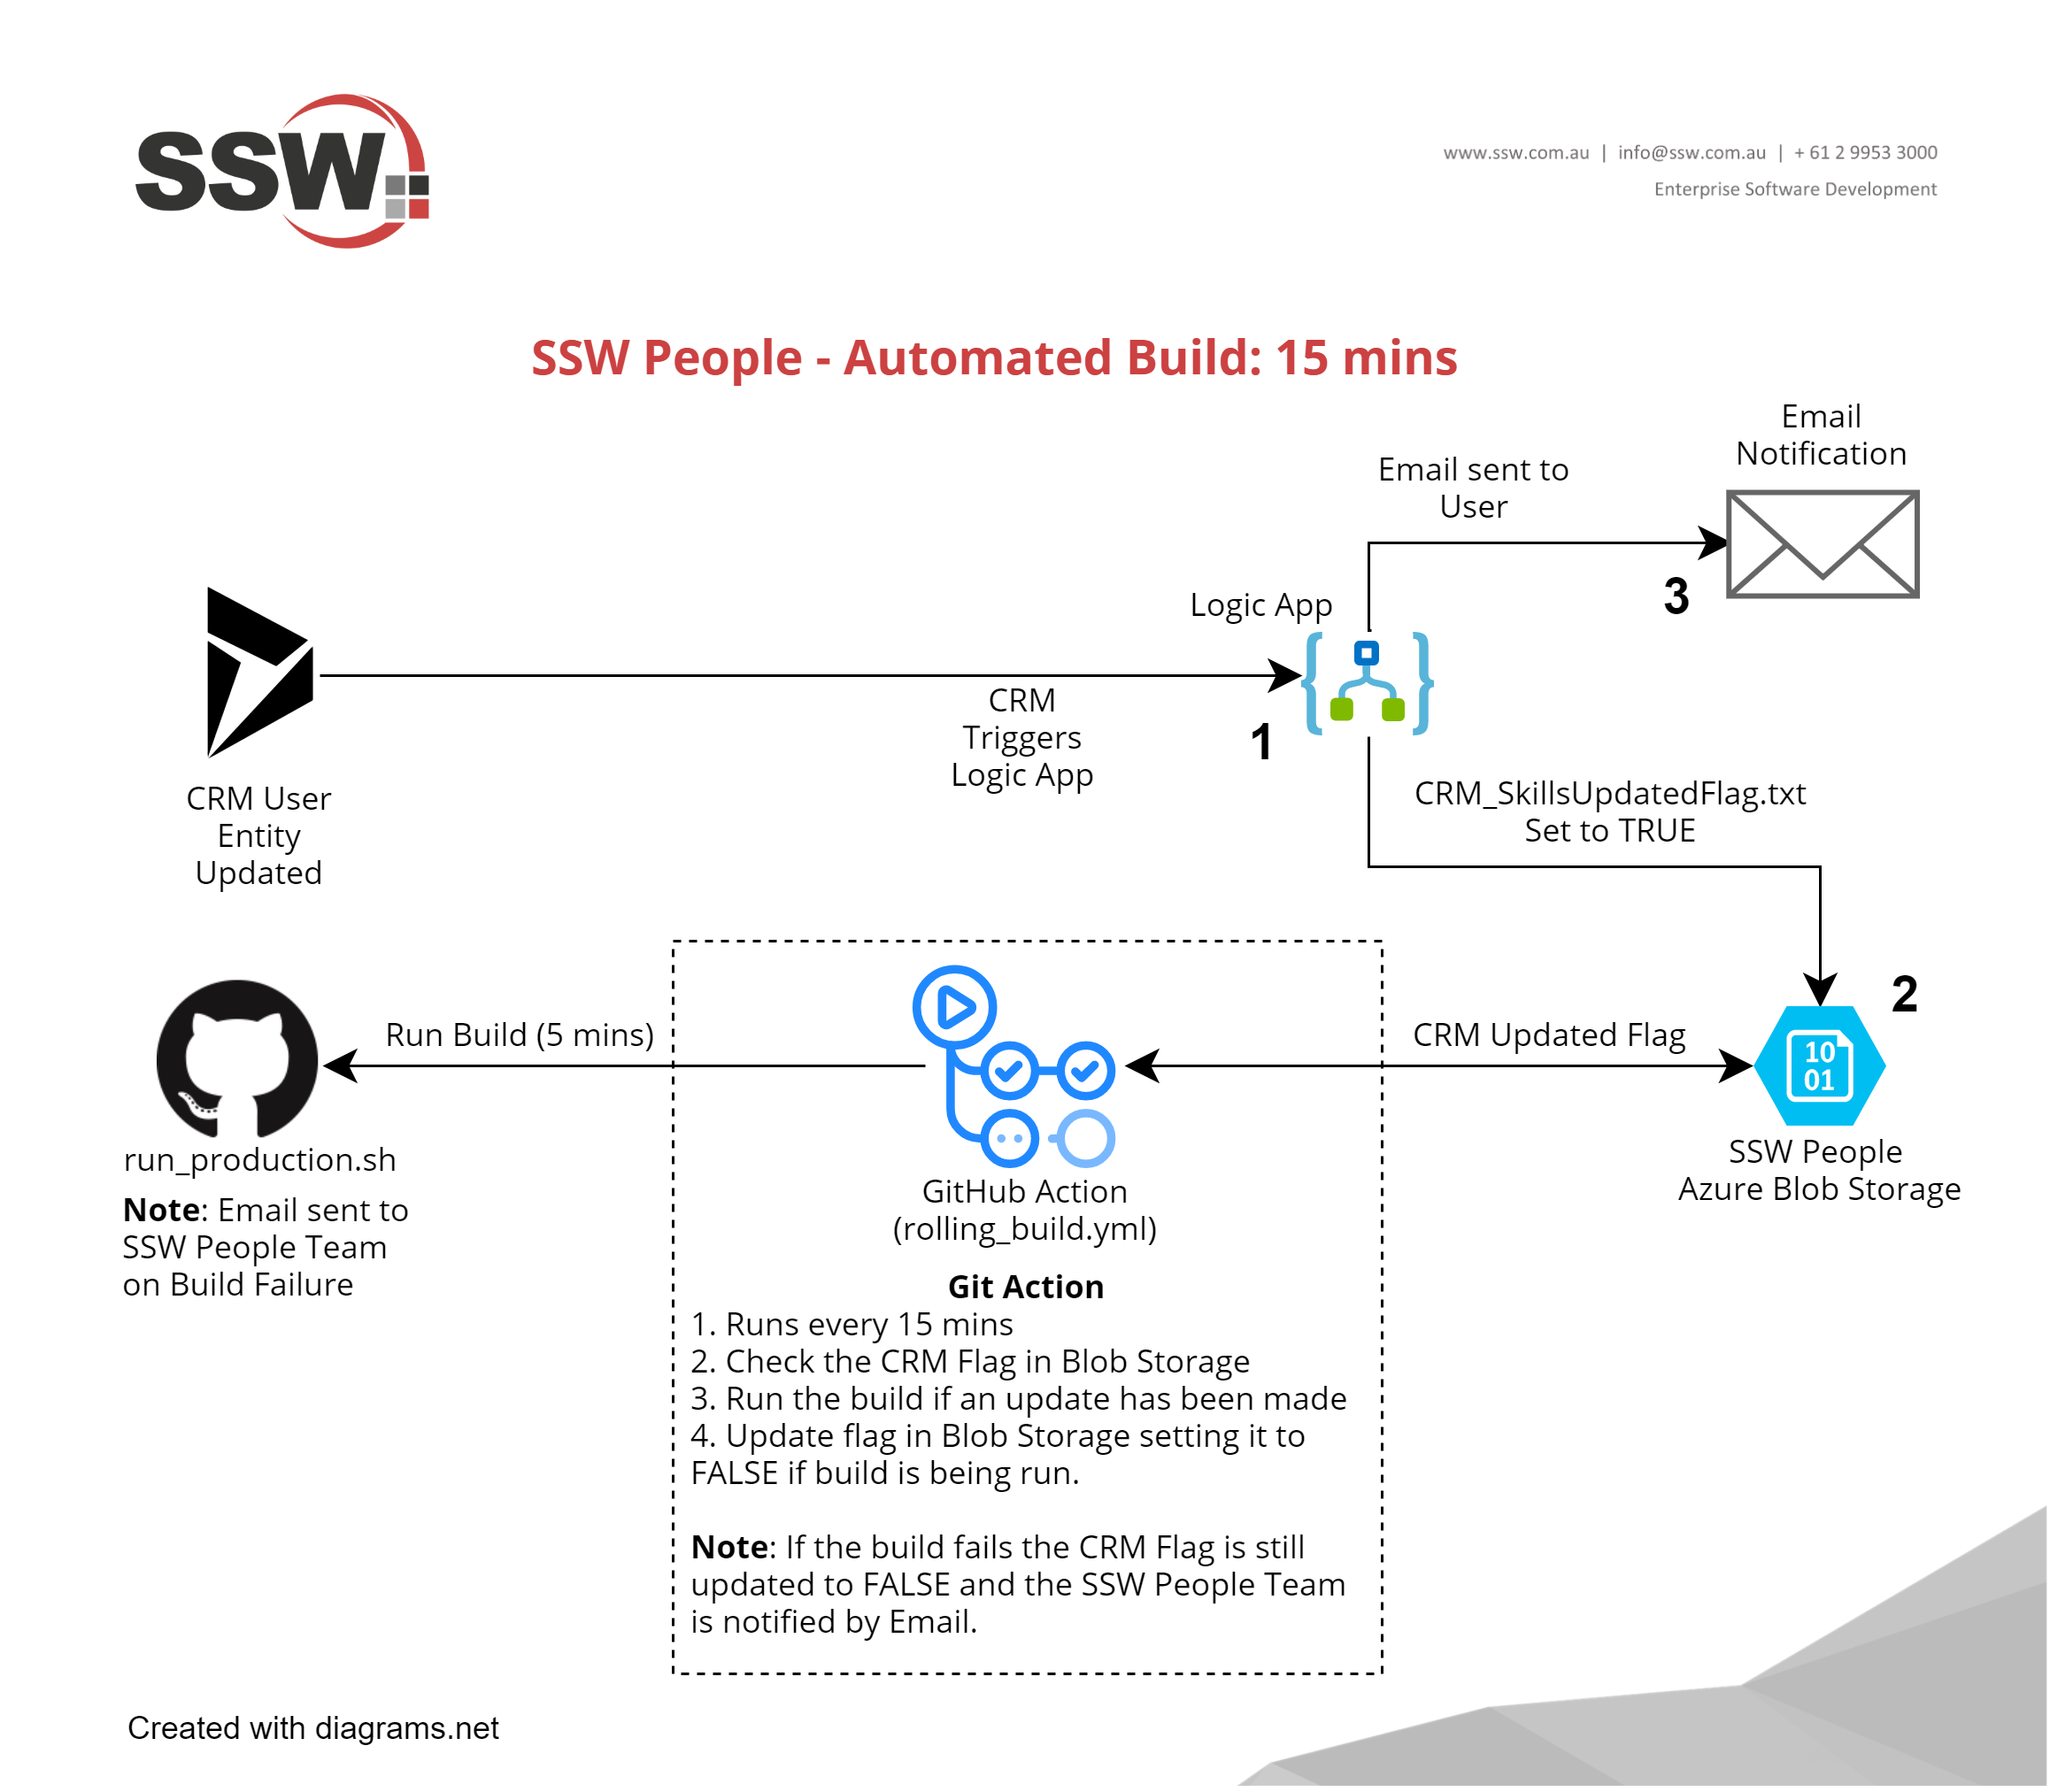 SSW
www.ssw.com.au | info@ssw.com.au | + 61 2 9953 3000
Enterprise Software Development
SSW People - Automated Build: 15 mins
Email
Notification
Email sent to
User
3
Logic App
1
CRM
Triggers
Logic App
CRM User
Entity
Updated
CRM_SkillsUpdatedFlag.txt
Set to TRUE
2
Run Build (5 mins)
CRM Updated Flag
10
01
run_production.sh
Note: Email sent to
SSW People Team
on Build Failure
SSW People
Azure Blob Storage
GitHub Action
(rolling_build.yml)
Git Action
1. Runs every 15 mins
2. Check the CRM Flag in Blob Storage
3. Run the build if an update has been made
4. Update flag in Blob Storage setting it to
FALSE if build is being run.
Note: If the build fails the CRM Flag is still
updated to FALSE and the SSW People Team
is notified by Email.
Created with diagrams.net